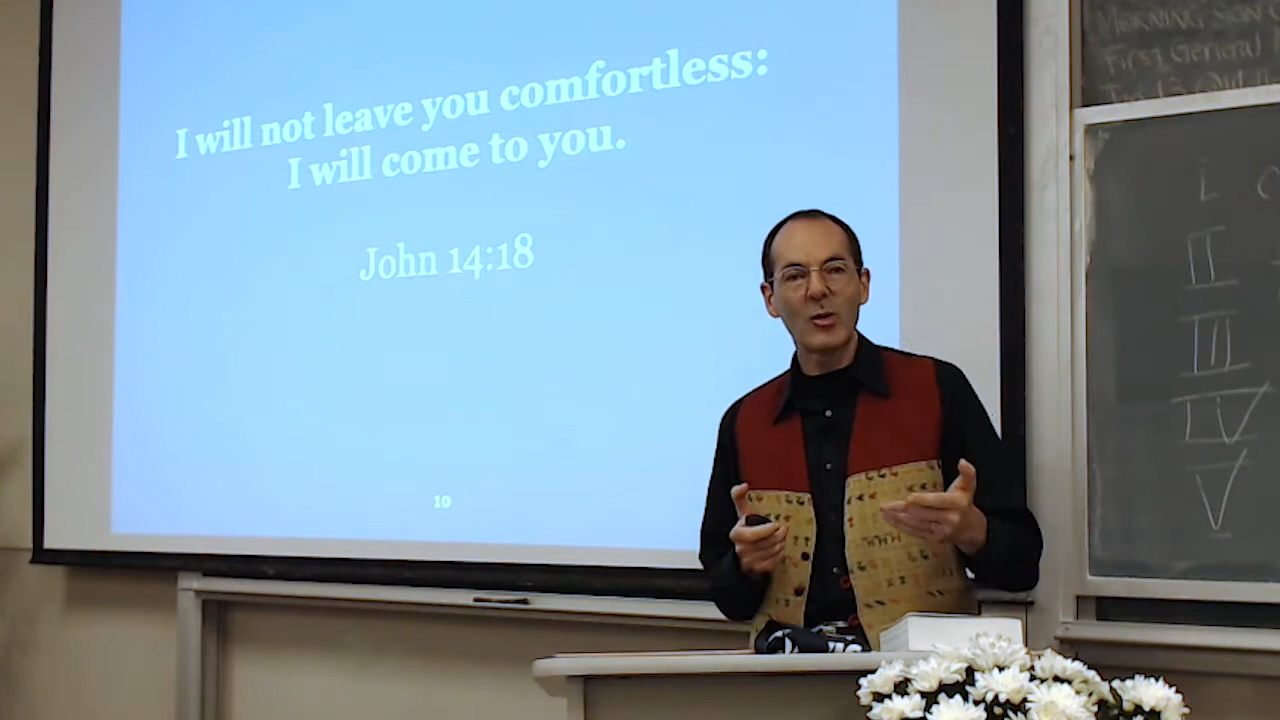 I will not leave you comfortless:
I will come to you.
John 14:18
10
MORNING SIGN
First General
I
II
III
IV
V